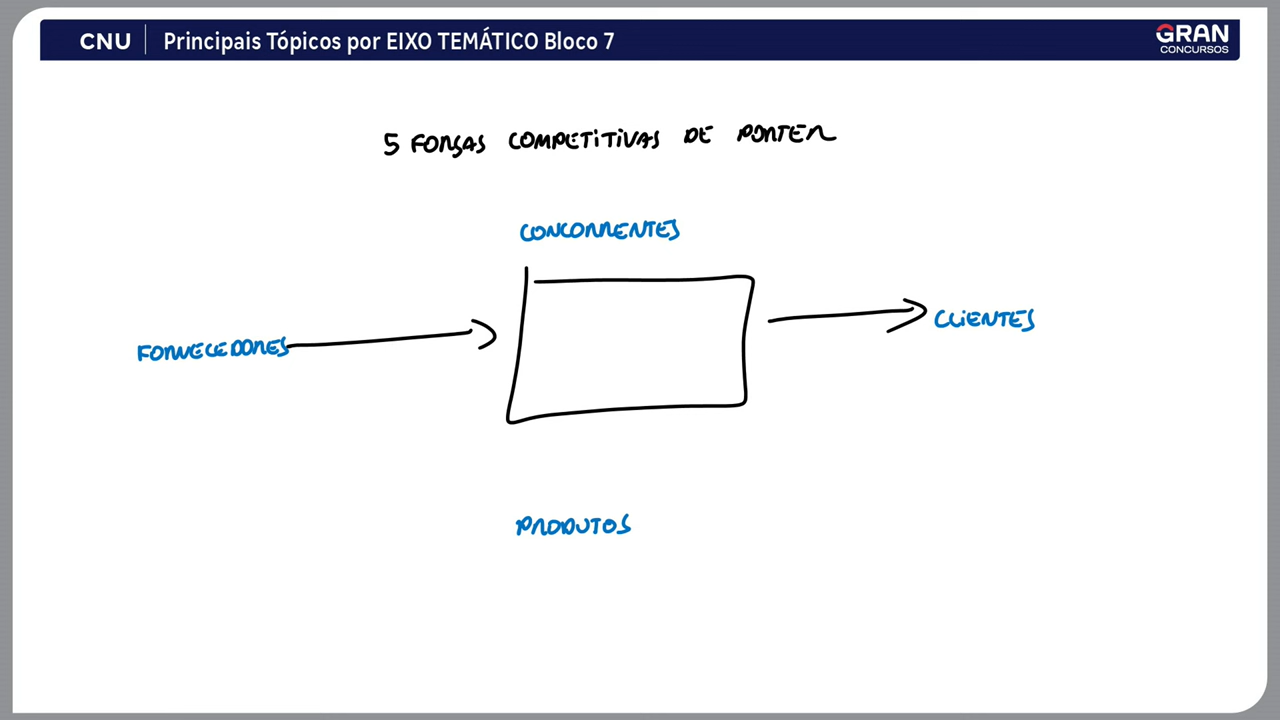 CNU | Principais Tópicos por EIXO TEMÁTICO Bloco 7
GRAN
CONCURSOS
5 FORÇAS COMPETITIVAS DE PORTER
CONCORRENTES
CLIENTES
FORNECEDORES
PRODUTOS